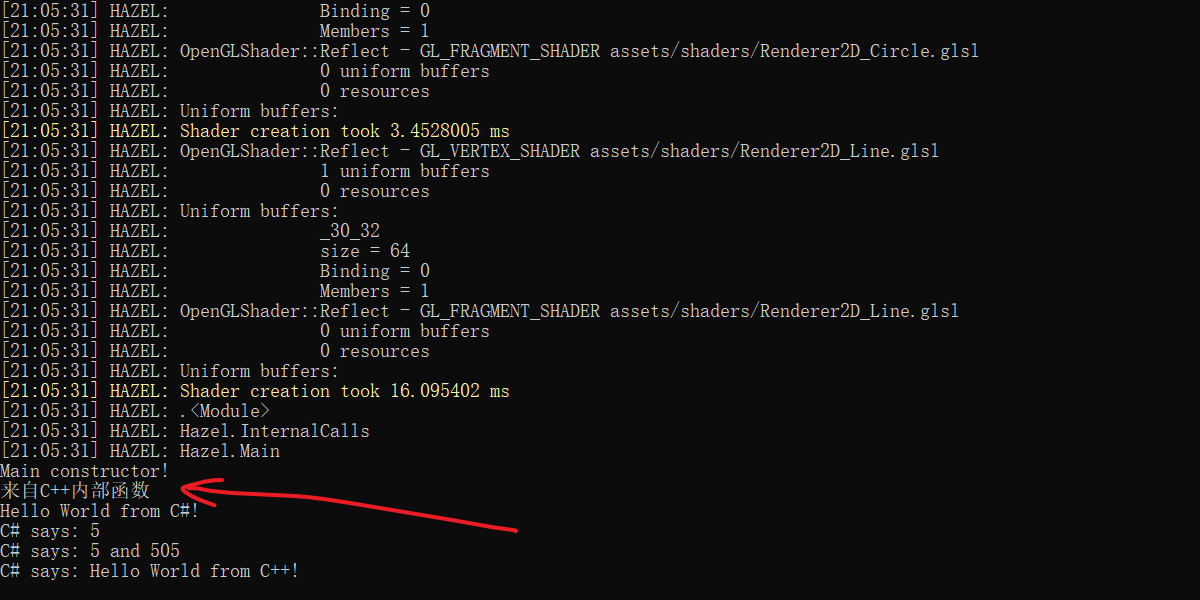 [21:05:31] HAZEL:               Binding = 0
[21:05:31] HAZEL:               Members = 1
[21:05:31] HAZEL: OpenGLShader::Reflect - GL_FRAGMENT_SHADER assets/shaders/Renderer2D_Circle.glsl
[21:05:31] HAZEL:               0 uniform buffers
[21:05:31] HAZEL:               0 resources
[21:05:31] HAZEL: Uniform buffers:
[21:05:31] HAZEL: Shader creation took 3.4528005 ms
[21:05:31] HAZEL: OpenGLShader::Reflect - GL_VERTEX_SHADER assets/shaders/Renderer2D_Line.glsl
[21:05:31] HAZEL:               1 uniform buffers
[21:05:31] HAZEL:               0 resources
[21:05:31] HAZEL: Uniform buffers:
[21:05:31] HAZEL:               _30_32
[21:05:31] HAZEL:               size = 64
[21:05:31] HAZEL:               Binding = 0
[21:05:31] HAZEL:               Members = 1
[21:05:31] HAZEL: OpenGLShader::Reflect - GL_FRAGMENT_SHADER assets/shaders/Renderer2D_Line.glsl
[21:05:31] HAZEL:               0 uniform buffers
[21:05:31] HAZEL:               0 resources
[21:05:31] HAZEL: Uniform buffers:
[21:05:31] HAZEL: Shader creation took 16.095402 ms
[21:05:31] HAZEL: .<Module>
[21:05:31] HAZEL: Hazel.InternalCalls
[21:05:31] HAZEL: Hazel.Main
Main constructor!
来自C++内部函数
Hello World from C#!
C# says: 5
C# says: 5 and 505
C# says: Hello World from C++!